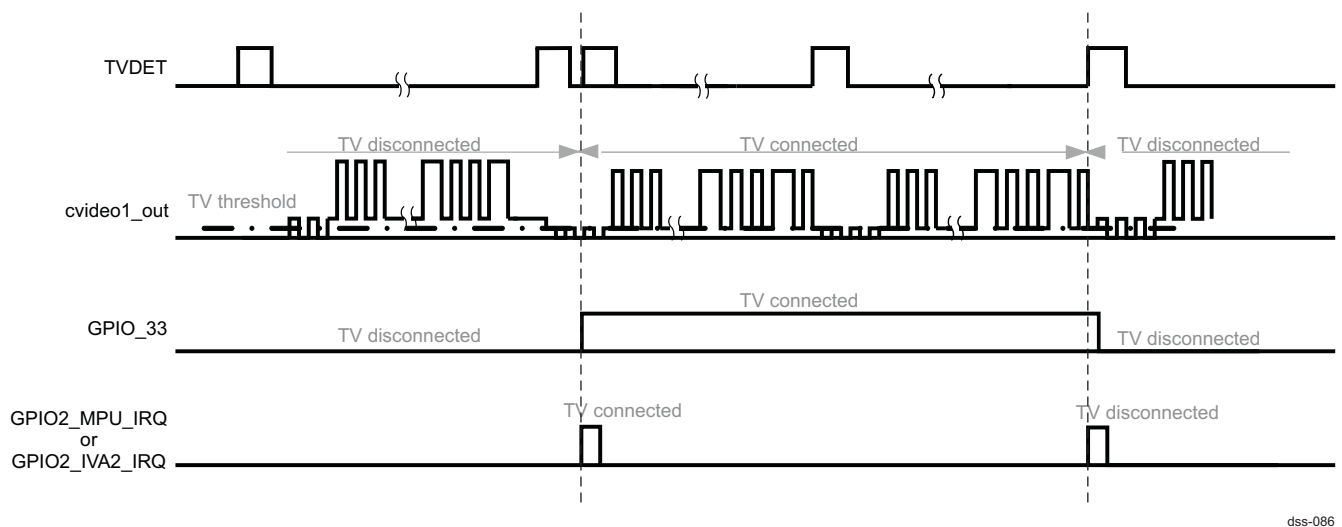 TVDET
TV disconnected
TV connected
TV disconnected
TV threshold
cvideo1_out
TV connected
GPIO_33
TV disconnected
TV disconnected
TV connected
TV disconnected
GPIO2_MPU_IRQ
or
GPIO2_IVA2_IRQ
dss-086